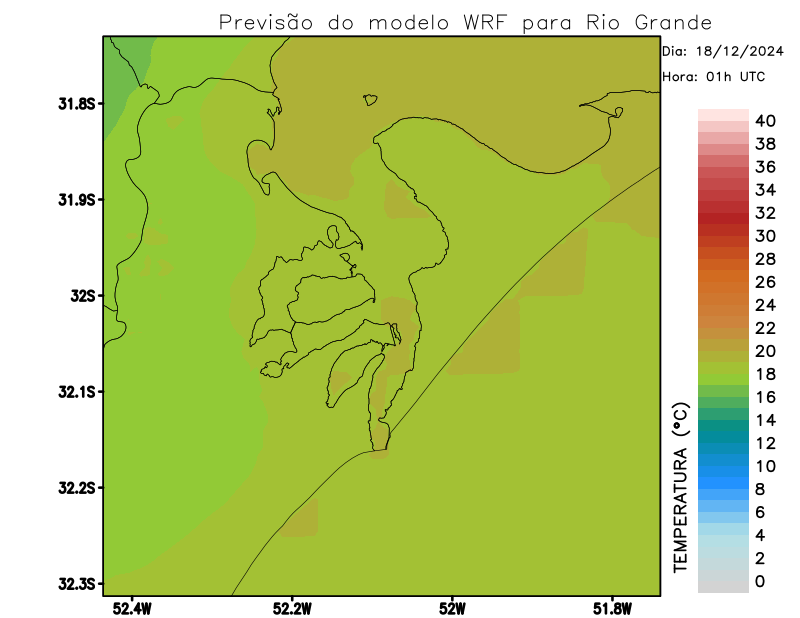 Previsão do modelo WRF para Rio Grande
Dia: 18/12/2024
Hora: 01h UTC
31.8S
31.9S
32S
32.1S
32.2S
32.3S
52.4W
52.2W
52W
51.8W
TEMPERATURA (°C)
40
38
36
34
32
30
28
26
24
22
20
18
16
14
12
10
8
6
4
2
0